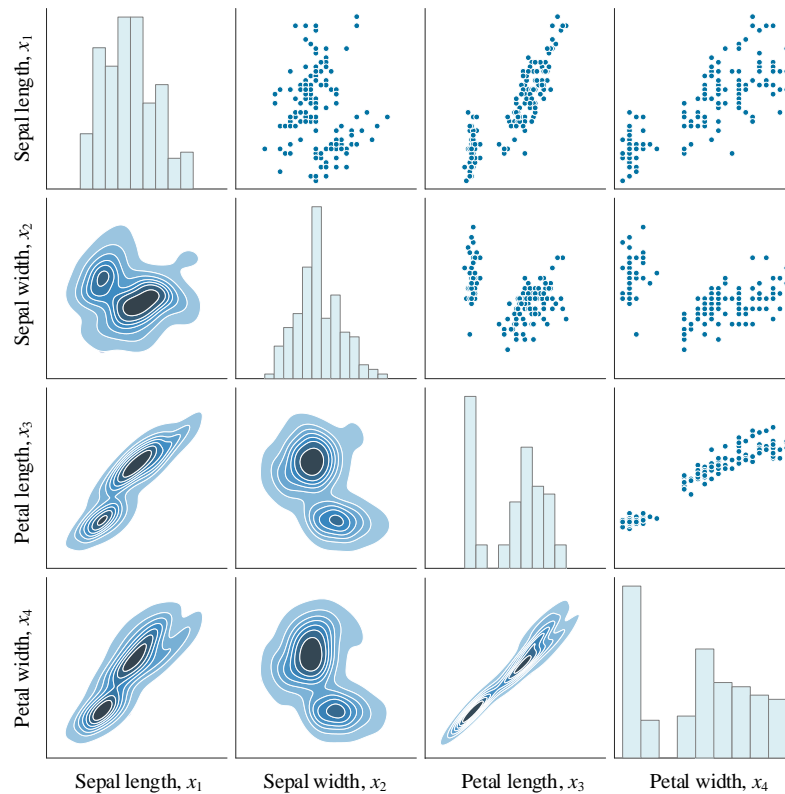 Sepal length, x1
Sepal width, x2
Petal length, x3
Petal width, x4
Sepal length, x1
Sepal width, x2
Petal length, x3
Petal width, x4